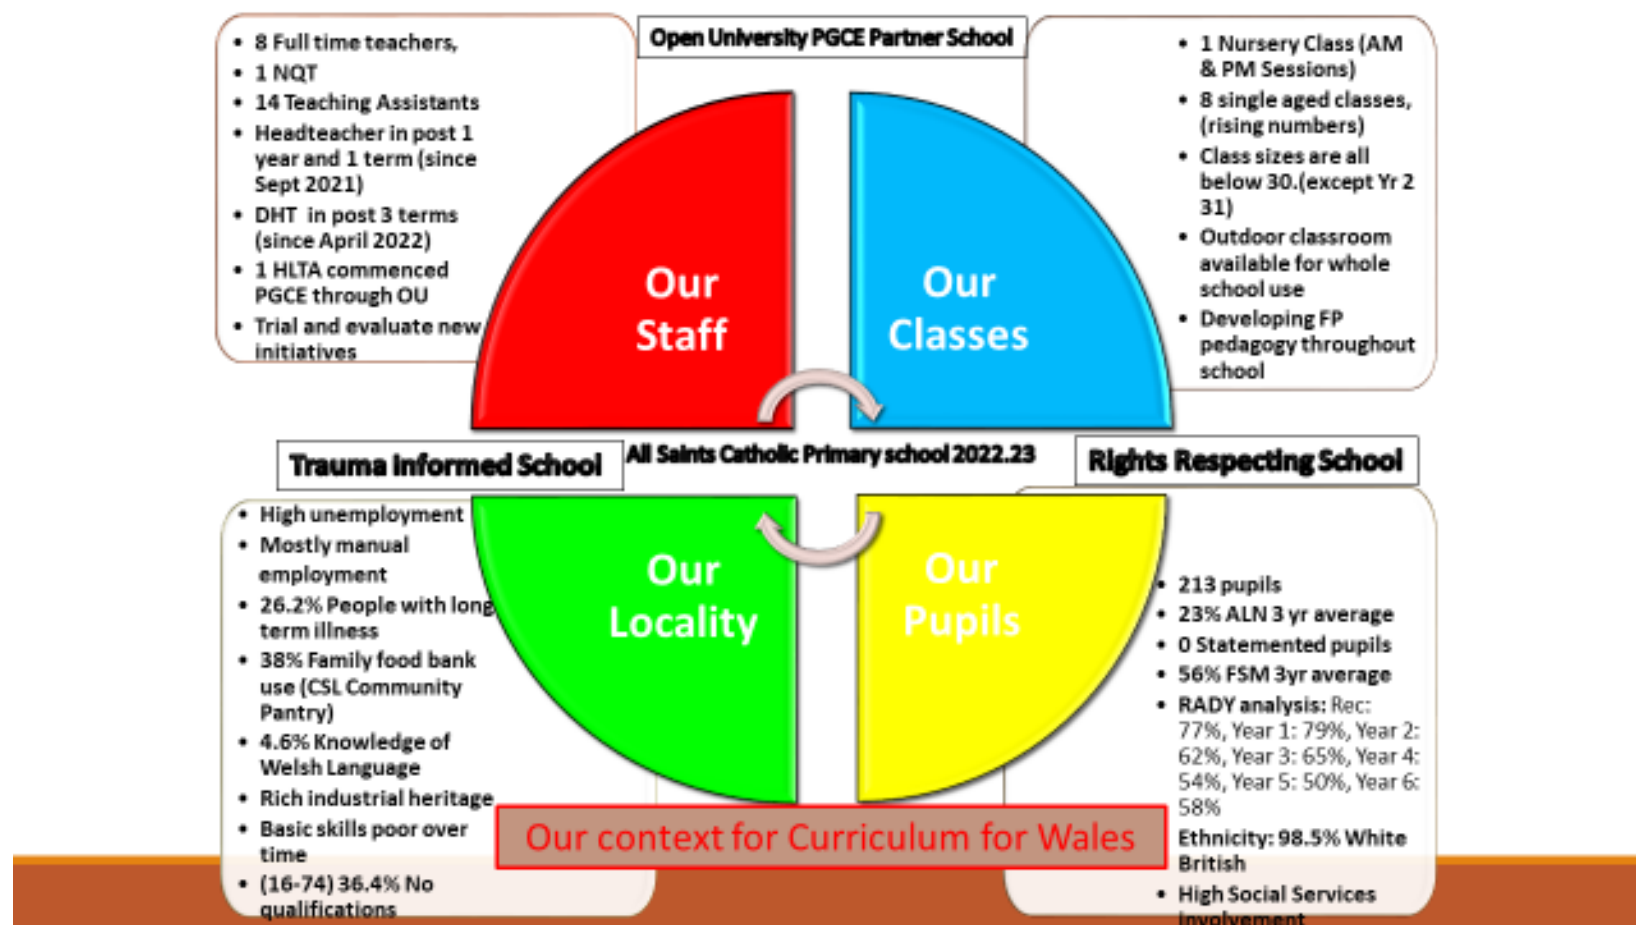 Open University PGCE Partner School
• 8 Full time teachers,
• 1 NQT
• 14 Teaching Assistants
• Headteacher in post 1
year and 1 term (since
Sept 2021)
• DHT in post 3 terms
(since April 2022)
• 1 HLTA commenced
PGCE through OU
• Trial and evaluate new
initiatives
Our
Staff
Our
Classes
• 1 Nursery Class (AM
& PM Sessions)
• 8 single aged classes,
(rising numbers)
• Class sizes are all
below 30.(except Yr 2
31)
• Outdoor classroom
available for whole
school use
• Developing FP
pedagogy throughout
school
Trauma Informed School
All Saints Catholic Primary school 2022.23
Rights Respecting School
• High unemployment
• Mostly manual
employment
• 26.2% People with long
term illness
• 38% Family food bank
use (CSL Community
Pantry)
• 4.6% Knowledge of
Welsh Language
• Rich industrial heritage
• Basic skills poor over
time
• (16-74) 36.4% No
qualifications
Our
Locality
Our
Pupils
• 213 pupils
• 23% ALN 3 yr average
• 0 Statemented pupils
• 56% FSM 3yr average
• RADY analysis: Rec:
77%, Year 1: 79%, Year 2:
62%, Year 3: 65%, Year 4:
54%, Year 5: 50%, Year 6:
58%
Ethnicity: 98.5% White
British
• High Social Services
involvement
Our context for Curriculum for Wales